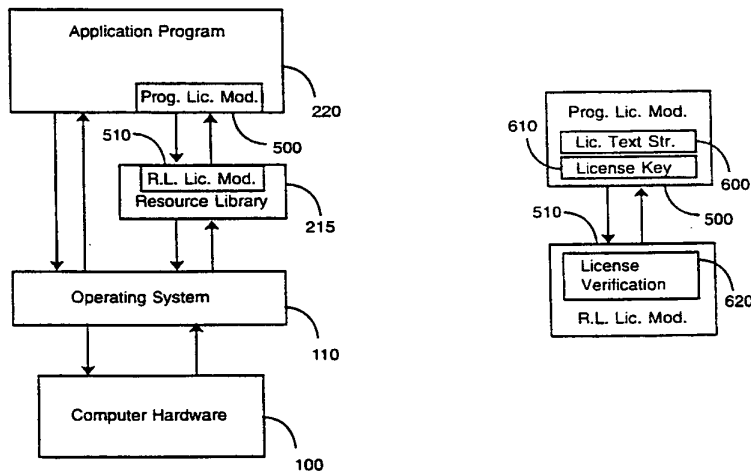 Application Program
Prog. Lic. Mod.
220
510
500
R.L. Lic. Mod.
Resource Library
215
Operating System
110
Computer Hardware
100
Prog. Lic. Mod.
610
Lic. Text Str.
License Key
600
510
500
License
Verification
620
R.L. Lic. Mod.